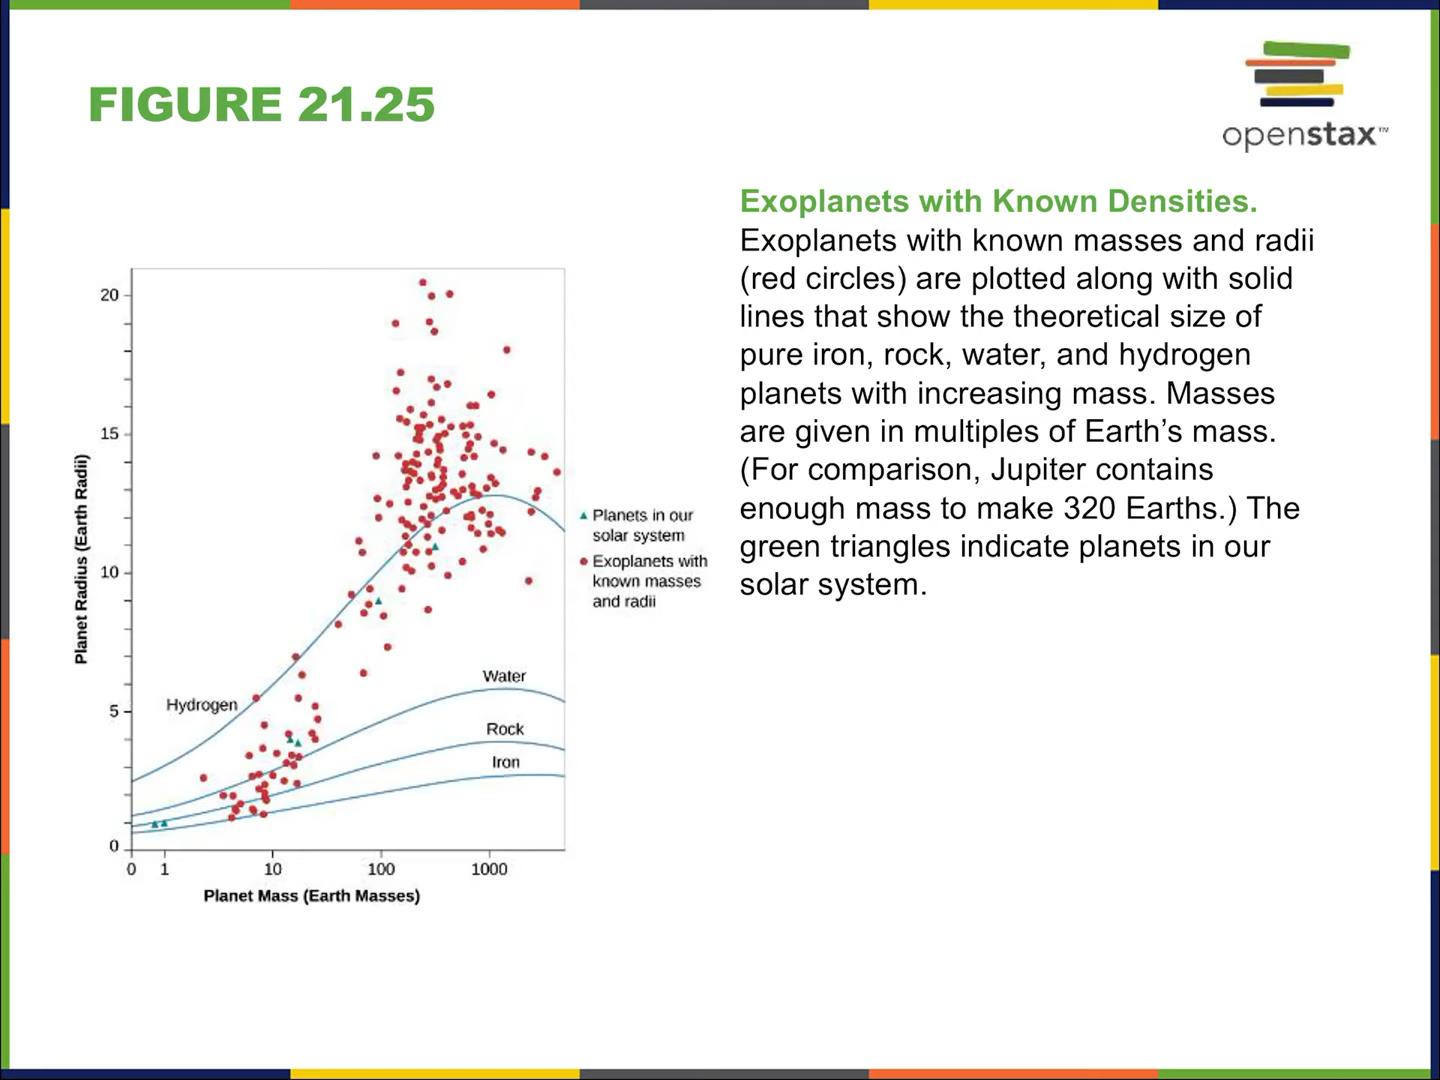 FIGURE 21.25
openstax™
Exoplanets with Known Densities.
Exoplanets with known masses and radii
(red circles) are plotted along with solid
lines that show the theoretical size of
pure iron, rock, water, and hydrogen
planets with increasing mass. Masses
are given in multiples of Earth’s mass.
(For comparison, Jupiter contains
enough mass to make 320 Earths.) The
green triangles indicate planets in our
solar system.
Planet Radius (Earth Radii)
20
15
10
5
0
Hydrogen
Water
Rock
Iron
0 1 10 100 1000
Planet Mass (Earth Masses)
Planets in our
solar system
Exoplanets with
known masses
and radii